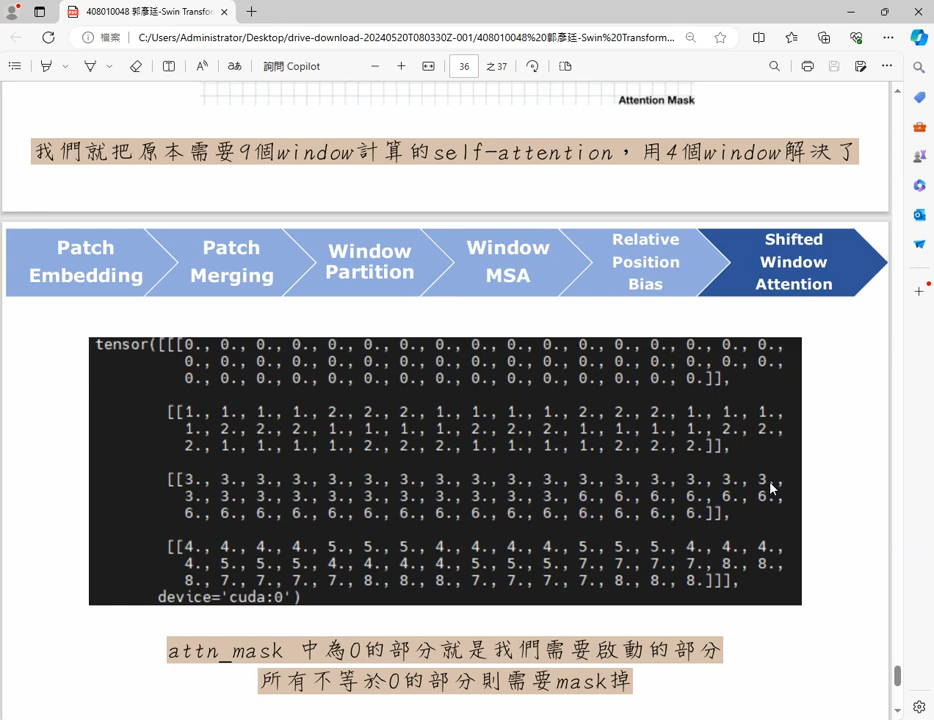 408010048 郭彥廷-Swin Transfor
檔案
C:/Users/Administrator/Desktop/drive-download-20240520T080330Z-001/408010048%20郭彥廷-Swin%20Transform...
詢問 Copilot
36
之37
Attention Mask
我們就把原本需要9個window計算的self-attention，用4個window解決了
Patch Embedding
Patch Merging
Window Partition
Window MSA
Relative Position Bias
Shifted Window Attention
tensor([[[0., 0., 0., 0., 0., 0., 0., 0., 0., 0., 0., 0., 0., 0., 0., 0., 0.,
0., 0., 0., 0., 0., 0., 0., 0., 0., 0., 0., 0., 0., 0., 0., 0., 0.,
0., 0., 0., 0., 0., 0., 0., 0., 0., 0., 0., 0., 0., 0., 0.]],
[[1., 1., 1., 1., 2., 2., 2., 1., 1., 1., 1., 2., 2., 2., 1., 1., 1.,
1., 2., 2., 2., 1., 1., 1., 1., 2., 2., 2., 1., 1., 1., 1., 2., 2.,
2., 1., 1., 1., 1., 2., 2., 2., 1., 1., 1., 1., 2., 2., 2.]],
[[3., 3., 3., 3., 3., 3., 3., 3., 3., 3., 3., 3., 3., 3., 3., 3., 3.,
3., 3., 3., 3., 3., 3., 3., 3., 3., 3., 3., 6., 6., 6., 6., 6., 6.,
6., 6., 6., 6., 6., 6., 6., 6., 6., 6., 6., 6., 6., 6., 6.]],
[[4., 4., 4., 4., 5., 5., 5., 4., 4., 4., 4., 5., 5., 5., 4., 4., 4.,
4., 5., 5., 5., 4., 4., 4., 4., 5., 5., 5., 7., 7., 7., 7., 8., 8.,
8., 7., 7., 7., 7., 8., 8., 8., 7., 7., 7., 7., 8., 8., 8.]]],
device='cuda:0')
attn_mask 中為0的部分就是我們需要啟動的部分
所有不等於0的部分則需要mask掉